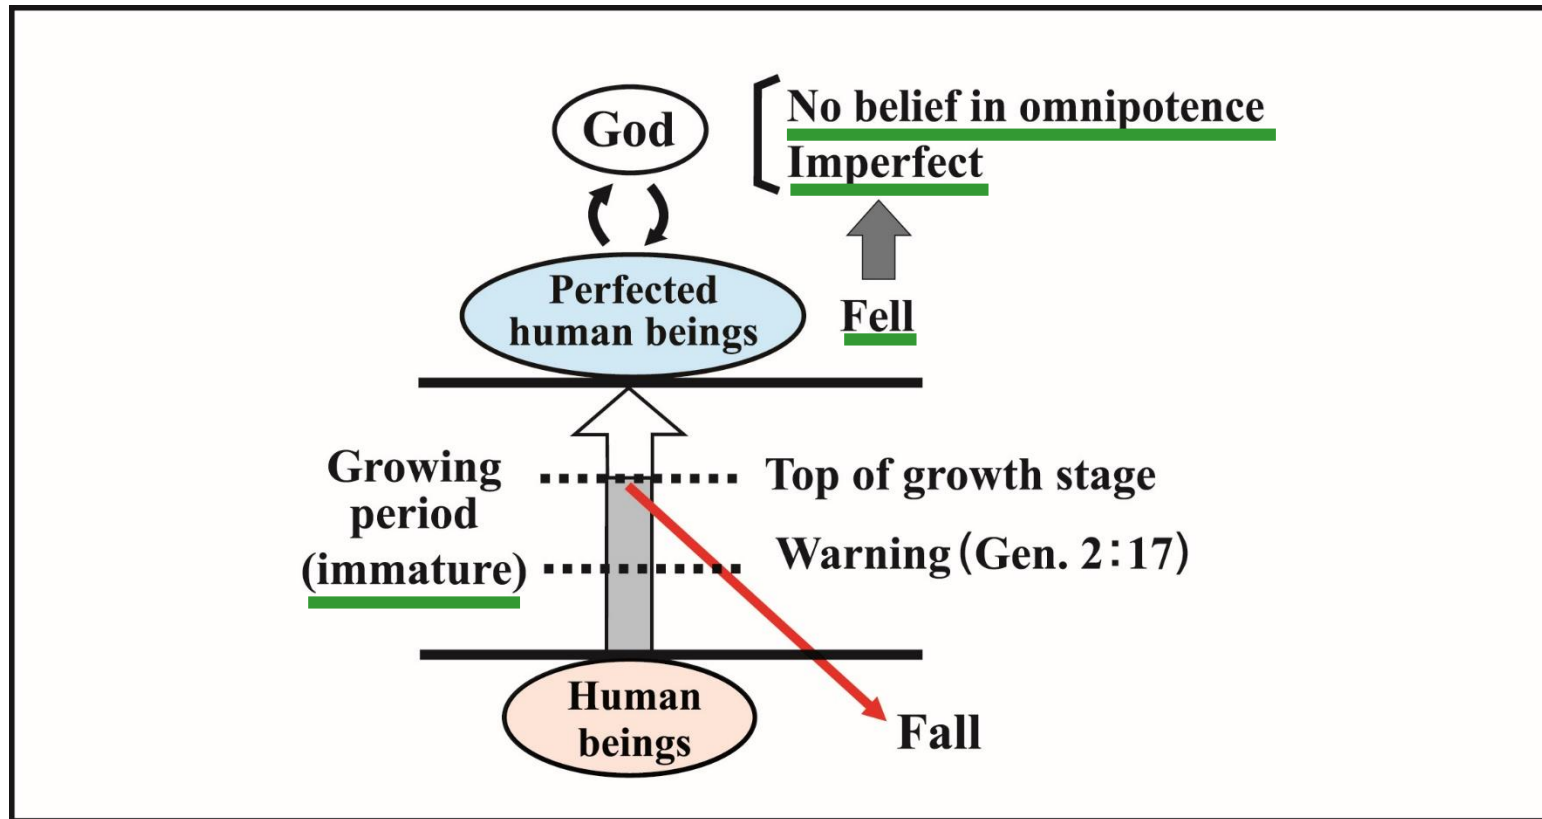 God
No belief in omnipotence
Imperfect
Perfected
human beings
Fell
Growing
period
(immature)
Top of growth stage
Warning (Gen. 2:17)
Human
beings
Fall